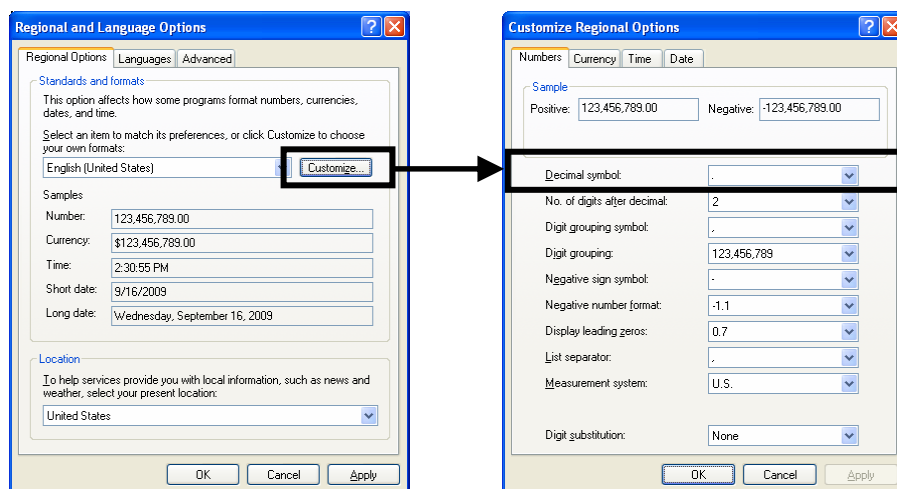 Regional and Language Options
Regional Options Languages Advanced
Standards and formats
This option affects how some programs format numbers, currencies,
dates, and time.
Select an item to match its preferences, or click Customize to choose
your own formats:
English (United States) Customize...
Samples
Number: 123,456,789.00
Currency: $123,456,789.00
Time: 2:30:55 PM
Short date: 9/16/2009
Long date: Wednesday, September 16, 2009
Location
To help services provide you with local information, such as news and
weather, select your present location:
United States
OK Cancel Apply
Customize Regional Options
Numbers Currency Time Date
Sample
Positive: 123,456,789.00 Negative: -123,456,789.00
Decimal symbol: .
No. of digits after decimal: 2
Digit grouping symbol: ,
Digit grouping: 123,456,789
Negative sign symbol: -
Negative number format: -1.1
Display leading zeros: 0.7
List separator: ,
Measurement system: U.S.
Digit substitution: None
OK Cancel Apply